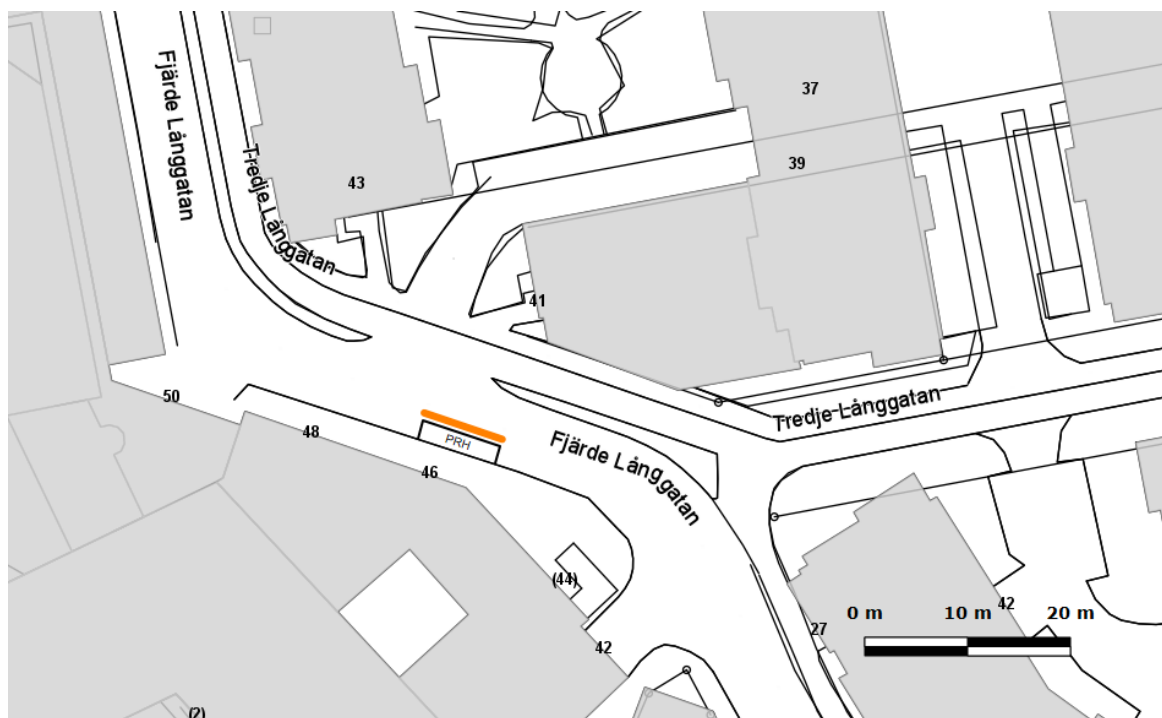 Fjärde Långgatan
Tredje Långgatan
43
37
39
41
50
48
46
PRH
Fjärde Långgatan
Tredje Långgatan
(44)
42
27
42
0 m 10 m 20 m
(2)